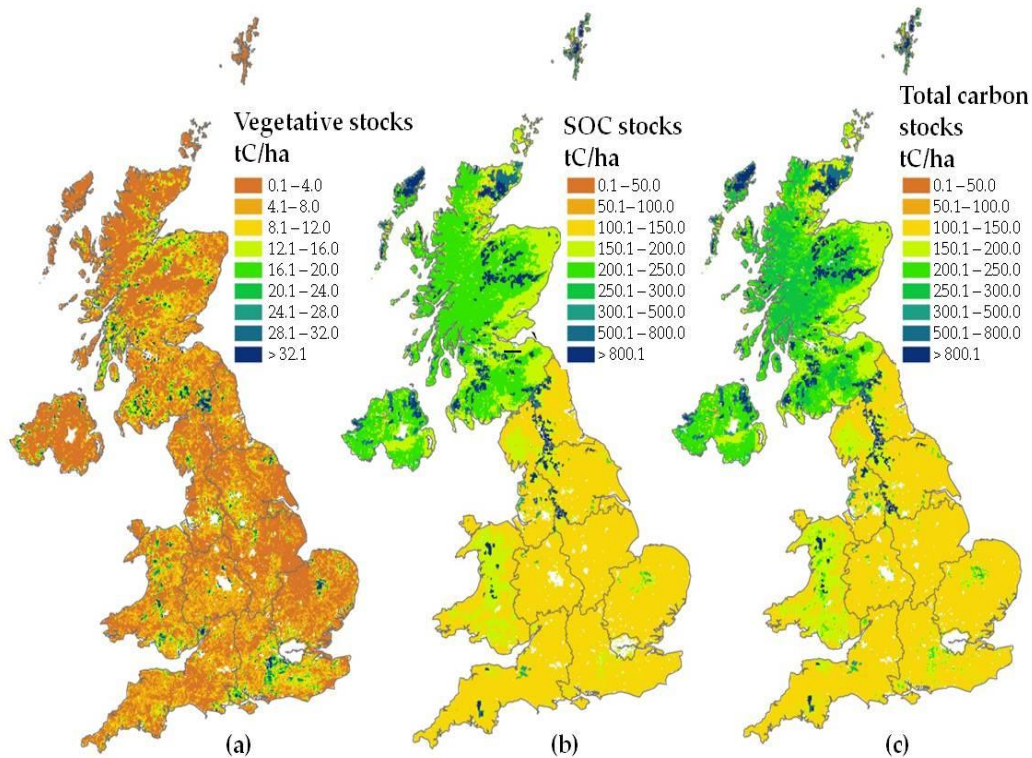 Vegetative stocks
tC/ha
0.1–4.0
4.1–8.0
8.1–12.0
12.1–16.0
16.1–20.0
20.1–24.0
24.1–28.0
28.1–32.0
> 32.1
(a)
SOC stocks
tC/ha
0.1–50.0
50.1–100.0
100.1–150.0
150.1–200.0
200.1–250.0
250.1–300.0
300.1–500.0
500.1–800.0
> 800.1
(b)
Total carbon
stocks
tC/ha
0.1–50.0
50.1–100.0
100.1–150.0
150.1–200.0
200.1–250.0
250.1–300.0
300.1–500.0
500.1–800.0
> 800.1
(c)